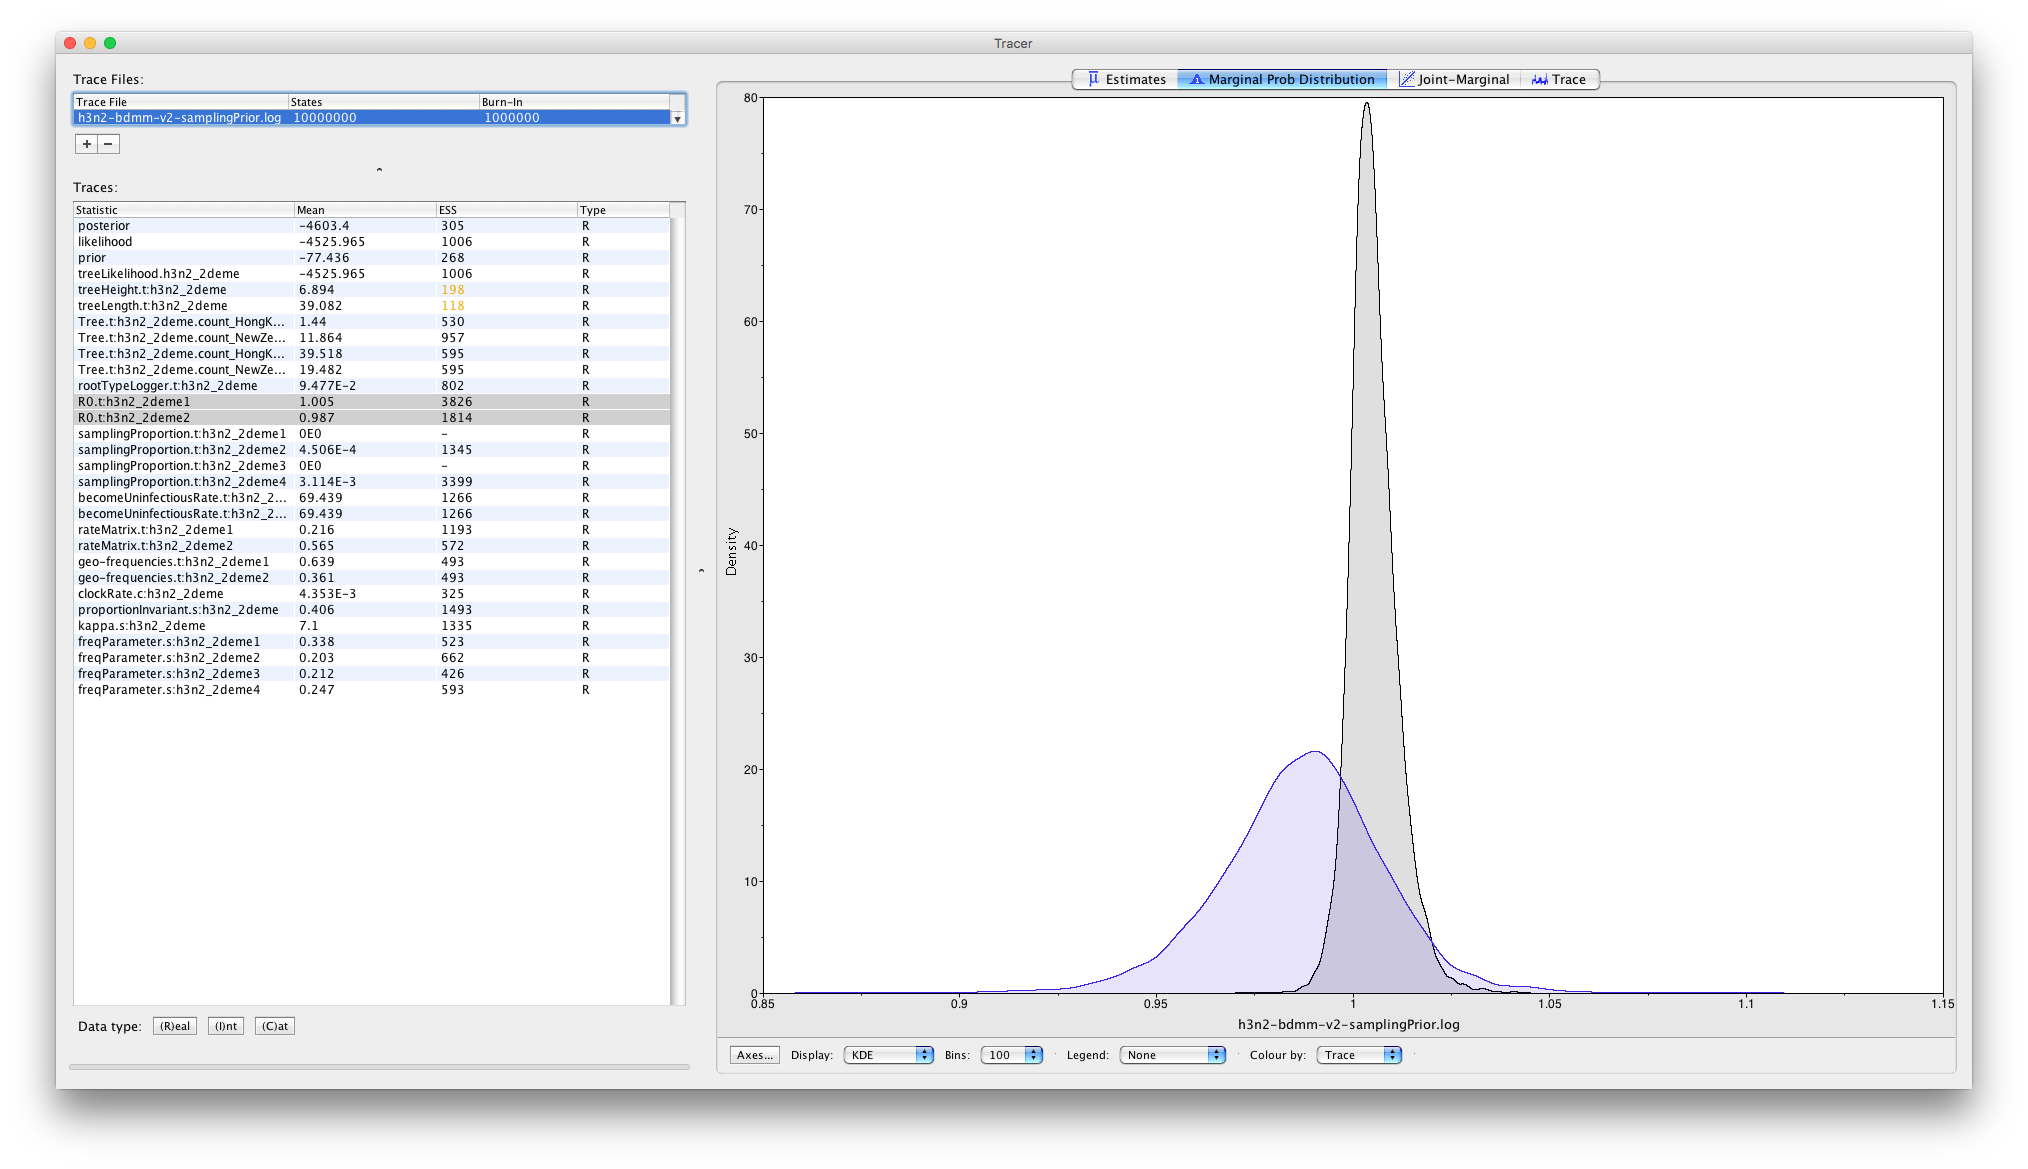 Tracer
Trace Files:
Trace File States Burn-In
h3n2-bdmm-v2-samplingPrior.log 10000000 1000000
+ −
Traces:
Statistic Mean ESS Type
posterior -4603.4 305 R
likelihood -4525.965 1006 R
prior -77.436 268 R
treeLikelihood.h3n2_2deme -4525.965 1006 R
treeHeight.t:h3n2_2deme 6.894 198 R
treeLength.t:h3n2_2deme 39.082 118 R
Tree.t:h3n2_2deme.count_HongK... 1.44 530 R
Tree.t:h3n2_2deme.count_NewZe... 11.864 957 R
Tree.t:h3n2_2deme.count_HongK... 39.518 595 R
Tree.t:h3n2_2deme.count_NewZe... 19.482 595 R
rootTypeLogger.t:h3n2_2deme 9.477E-2 802 R
R0.t:h3n2_2deme1 1.005 3826 R
R0.t:h3n2_2deme2 0.987 1814 R
samplingProportion.t:h3n2_2deme1 0E0 - R
samplingProportion.t:h3n2_2deme2 4.506E-4 1345 R
samplingProportion.t:h3n2_2deme3 0E0 - R
samplingProportion.t:h3n2_2deme4 3.114E-3 3399 R
becomeUninfectiousRate.t:h3n2_2... 69.439 1266 R
becomeUninfectiousRate.t:h3n2_2... 69.439 1266 R
rateMatrix.t:h3n2_2deme1 0.216 1193 R
rateMatrix.t:h3n2_2deme2 0.565 572 R
geo-frequencies.t:h3n2_2deme1 0.639 493 R
geo-frequencies.t:h3n2_2deme2 0.361 493 R
clockRate.c:h3n2_2deme 4.353E-3 325 R
proportionInvariant.s:h3n2_2deme 0.406 1493 R
kappa.s:h3n2_2deme 7.1 1335 R
freqParameter.s:h3n2_2deme1 0.338 523 R
freqParameter.s:h3n2_2deme2 0.203 662 R
freqParameter.s:h3n2_2deme3 0.212 426 R
freqParameter.s:h3n2_2deme4 0.247 593 R
Data type: (R)eal (I)nt (C)at
Estimates Marginal Prob Distribution Joint-Marginal Trace
80
70
60
50
40
30
20
10
0
Density
0.85 0.9 0.95 1 1.05 1.1 1.15
h3n2-bdmm-v2-samplingPrior.log
Axes... Display: KDE Bins: 100 Legend: None Colour by: Trace